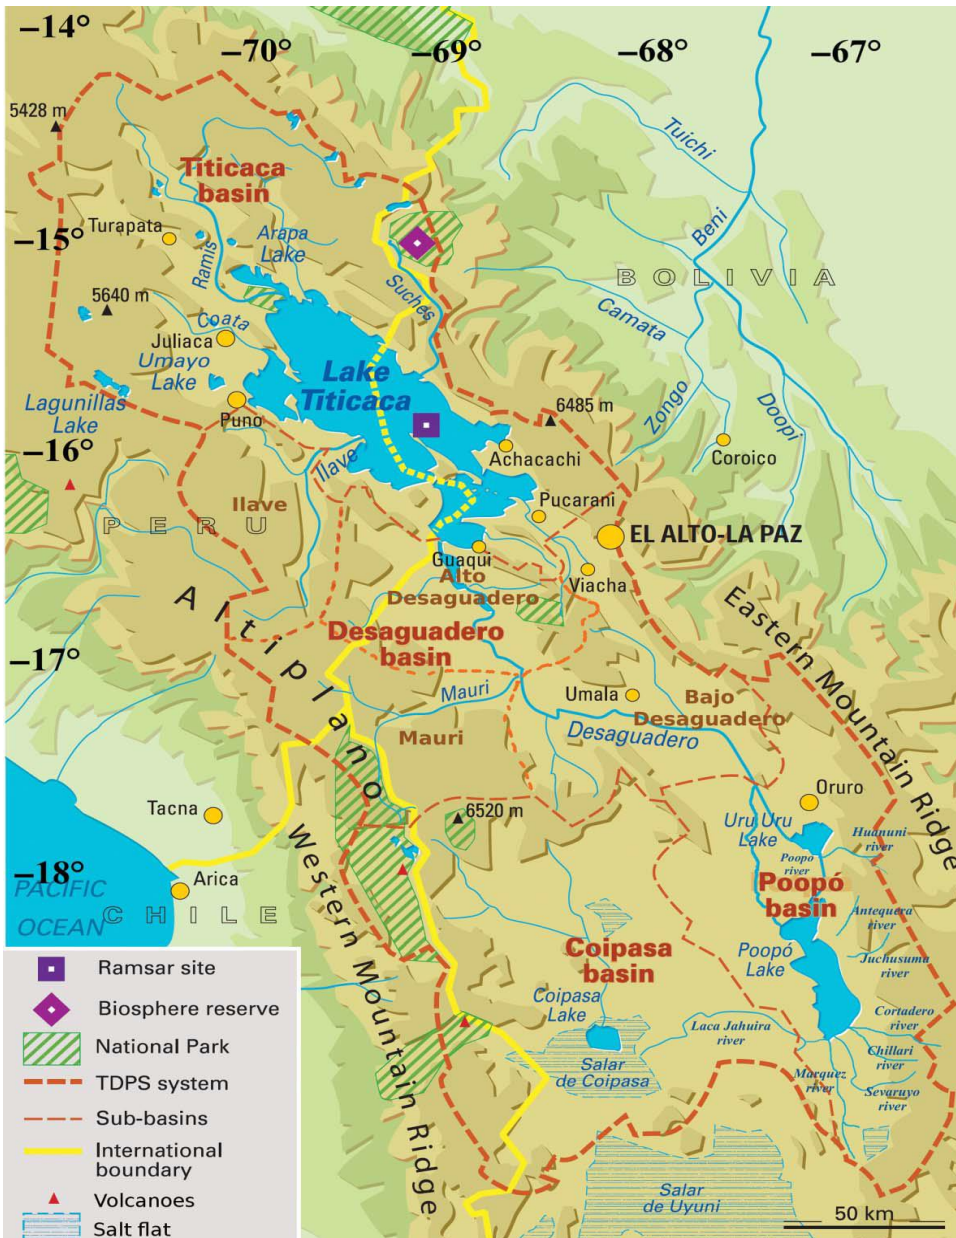 −14°
−70°
−69°
−68°
−67°
5428 m
Tuichi
Titicaca
basin
Beni
Turapata
−15°
Ramis
Arapa
Lake
BOLIVIA
Suches
5640 m
Camata
Coata
Juliaca
Umayo
Lake
Lake
Titicaca
Zongo
Doopi
Lagunillas
Lake
Puno
6485 m
−16°
Ilave
Achacachi
Coroico
Pucarani
Ilave
PERU
EL ALTO-LA PAZ
Guaqui
Viacha
Alto
Desaguadero
Altiplano
Eastern Mountain Ridge
Desaguadero
basin
−17°
Mauri
Umala
Bajo
Desaguadero
Desaguadero
Mauri
Oruro
Tacna
6520 m
Uru Uru
Lake
Huanuni
river
Western Mountain Ridge
Poopó
river
−18°
Arica
Poopó
basin
PACIFIC
OCEAN
CHILE
Antequera
river
Coipasa
basin
Poopó
Lake
Juchusuma
river
Coipasa
Lake
Laca Jahuira
river
Cortadero
river
Salar
de Coipasa
Chillari
river
Marquez
river
Sevaruyo
river
Salar
de Uyuni
50 km
Ramsar site
Biosphere reserve
National Park
TDPS system
Sub-basins
International
boundary
Volcanoes
Salt flat